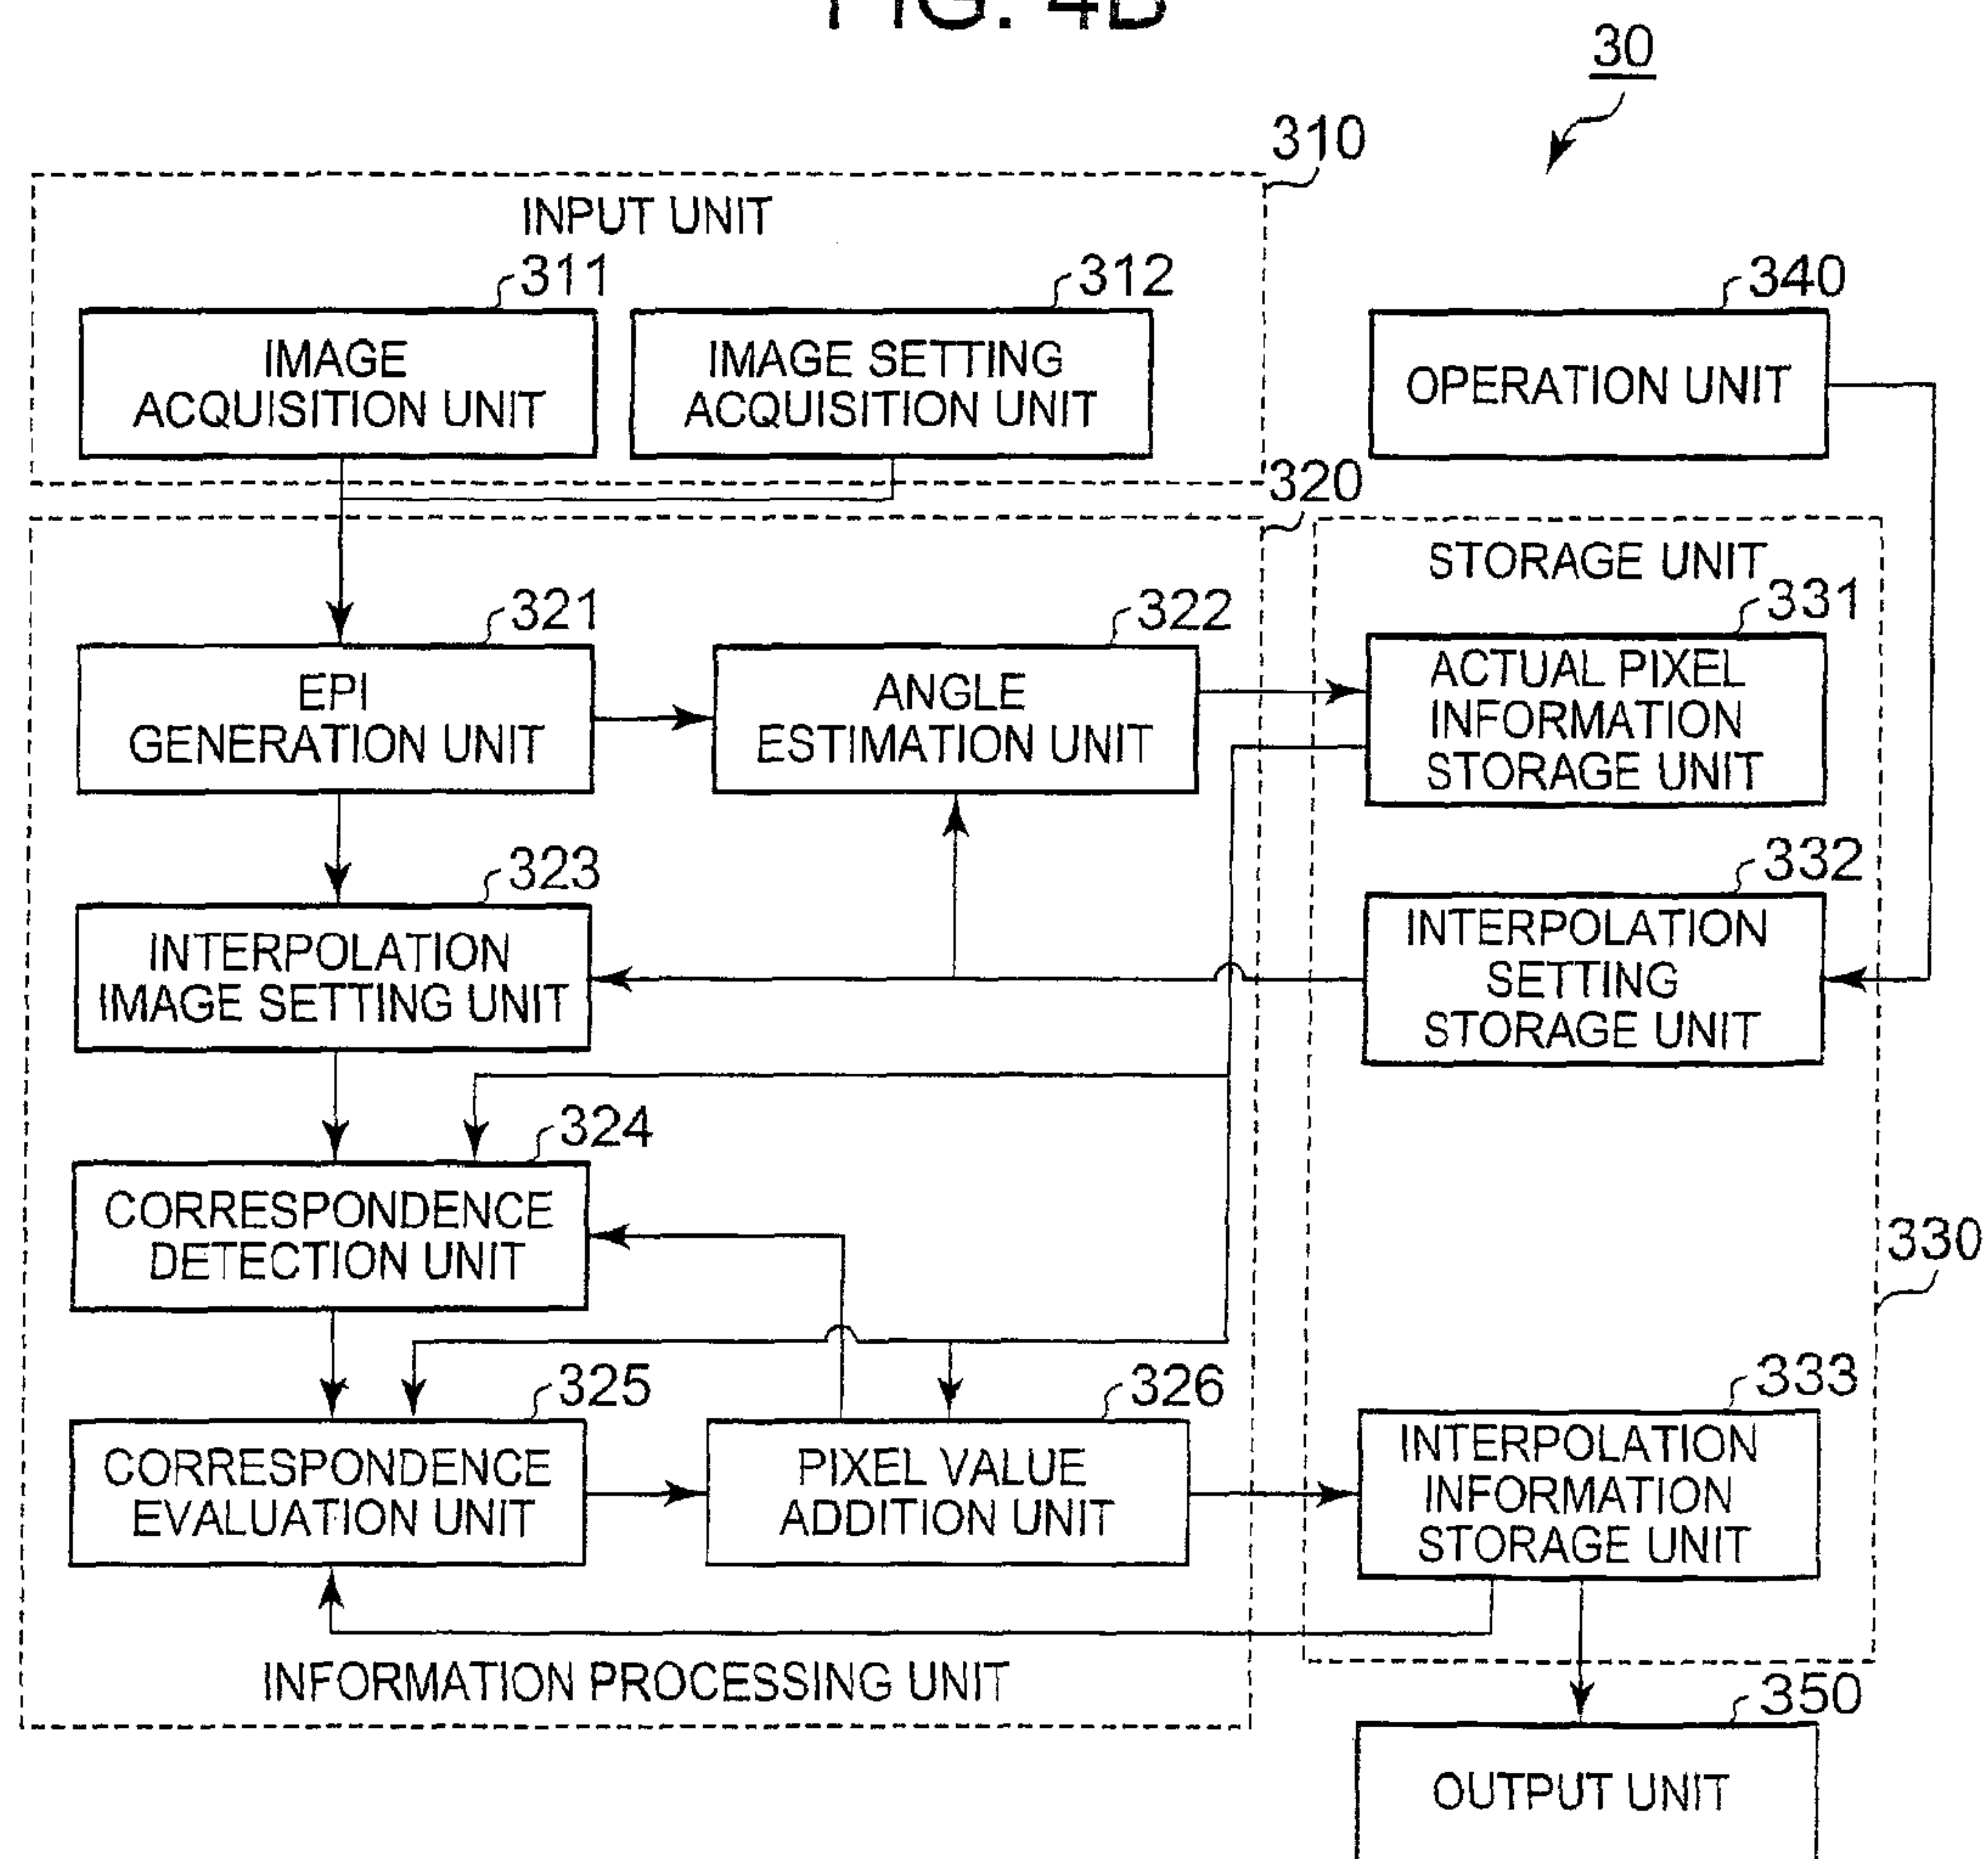 FIG. 4B
30
310
INPUT UNIT
311
312
340
IMAGE
ACQUISITION UNIT
IMAGE SETTING
ACQUISITION UNIT
OPERATION UNIT
320
STORAGE UNIT
321
322
331
EPI
GENERATION UNIT
ANGLE
ESTIMATION UNIT
ACTUAL PIXEL
INFORMATION
STORAGE UNIT
323
332
INTERPOLATION
IMAGE SETTING UNIT
INTERPOLATION
SETTING
STORAGE UNIT
324
CORRESPONDENCE
DETECTION UNIT
330
325
326
333
CORRESPONDENCE
EVALUATION UNIT
PIXEL VALUE
ADDITION UNIT
INTERPOLATION
INFORMATION
STORAGE UNIT
INFORMATION PROCESSING UNIT
350
OUTPUT UNIT